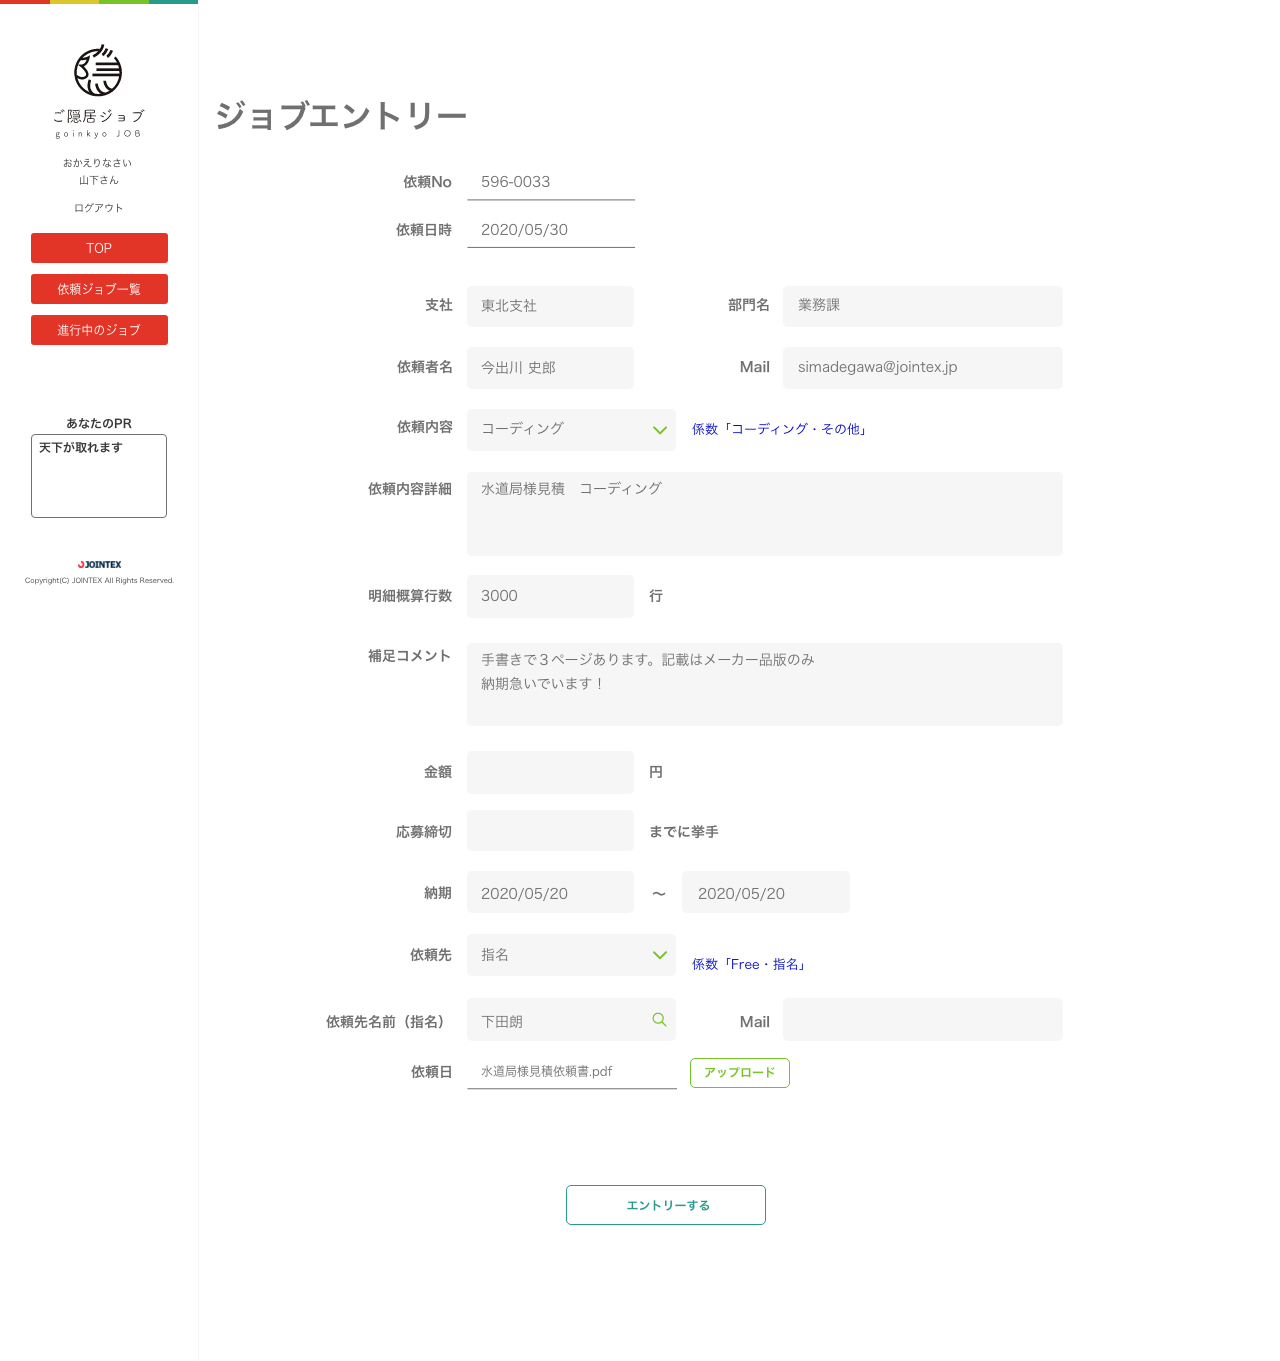 ご隠居ジョブ
goinkyo JOB
おかえりなさい
山下さん
ログアウト
TOP
依頼ジョブ一覧
進行中のジョブ
あなたのPR
天下が取れます
JOINTEX
Copyright(C) JOINTEX All Rights Reserved.
ジョブエントリー
依頼No 596-0033
依頼日時 2020/05/30
支社 東北支社 部門名 業務課
依頼者名 今出川 史郎 Mail simadegawa@jointex.jp
依頼内容 コーディング 係数「コーディング・その他」
依頼内容詳細 水道局様見積　コーディング
明細概算行数 3000 行
補足コメント 手書きで３ページあります。記載はメーカー品版のみ
納期急いでいます！
金額 円
応募締切 までに挙手
納期 2020/05/20 〜 2020/05/20
依頼先 指名 係数「Free・指名」
依頼先名前（指名） 下田朗 Mail
依頼日 水道局様見積依頼書.pdf アップロード
エントリーする